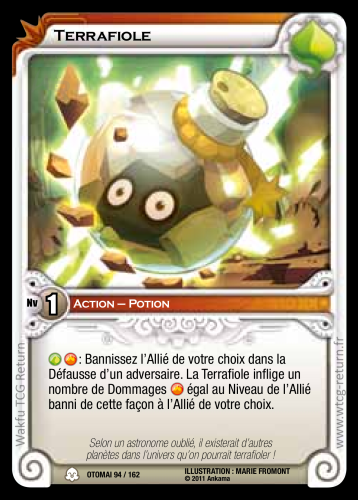 TERRAFIOLE
Nv 1
ACTION – POTION
: Bannissez l'Allié de votre choix dans la
Défausse d'un adversaire. La Terrafiole inflige un
nombre de Dommages égal au Niveau de l'Allié
banni de cette façon à l'Allié de votre choix.
Selon un astronome oublié, il existerait d'autres
planètes dans l'univers qu'on pourrait terrafioler !
OTOMAI 94 / 162
ILLUSTRATION : MARIE FROMONT
© 2011 Ankama
Wakfu TCG Return
www.wtcg-return.fr